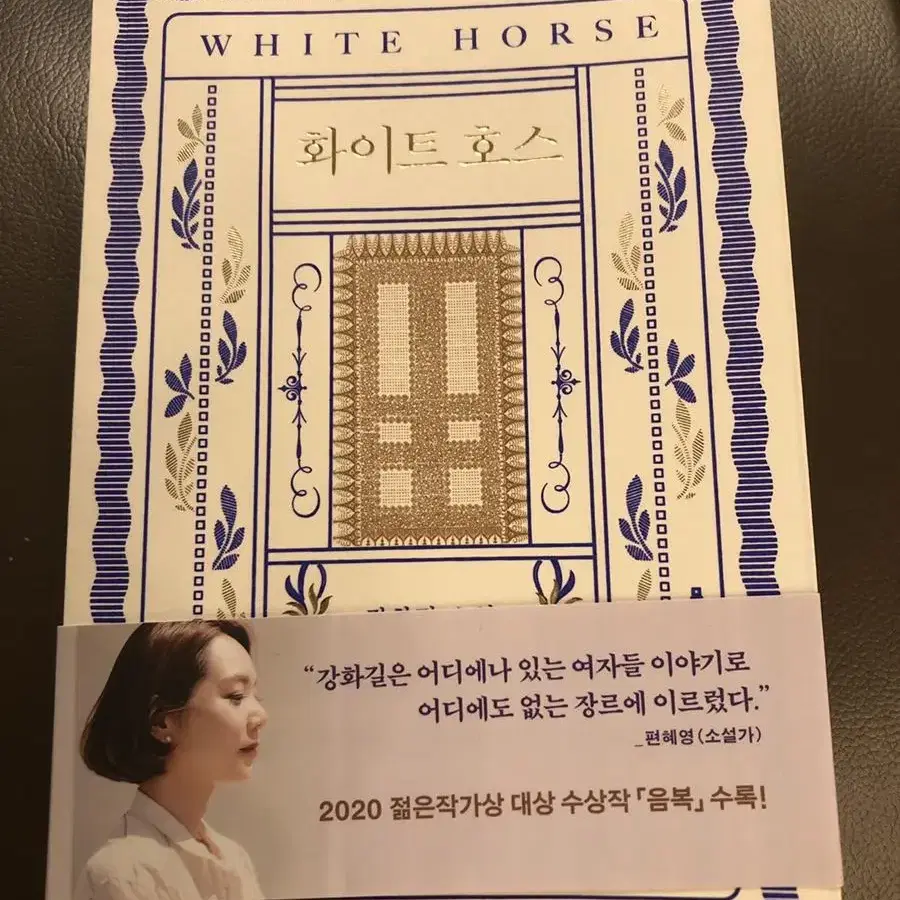 WHITE HORSE
화이트 호스
“강화길은 어디에나 있는 여자들 이야기로
어디에도 없는 장르에 이르렀다.”
_편혜영(소설가)
2020 젊은작가상 대상 수상작 「음복」 수록!